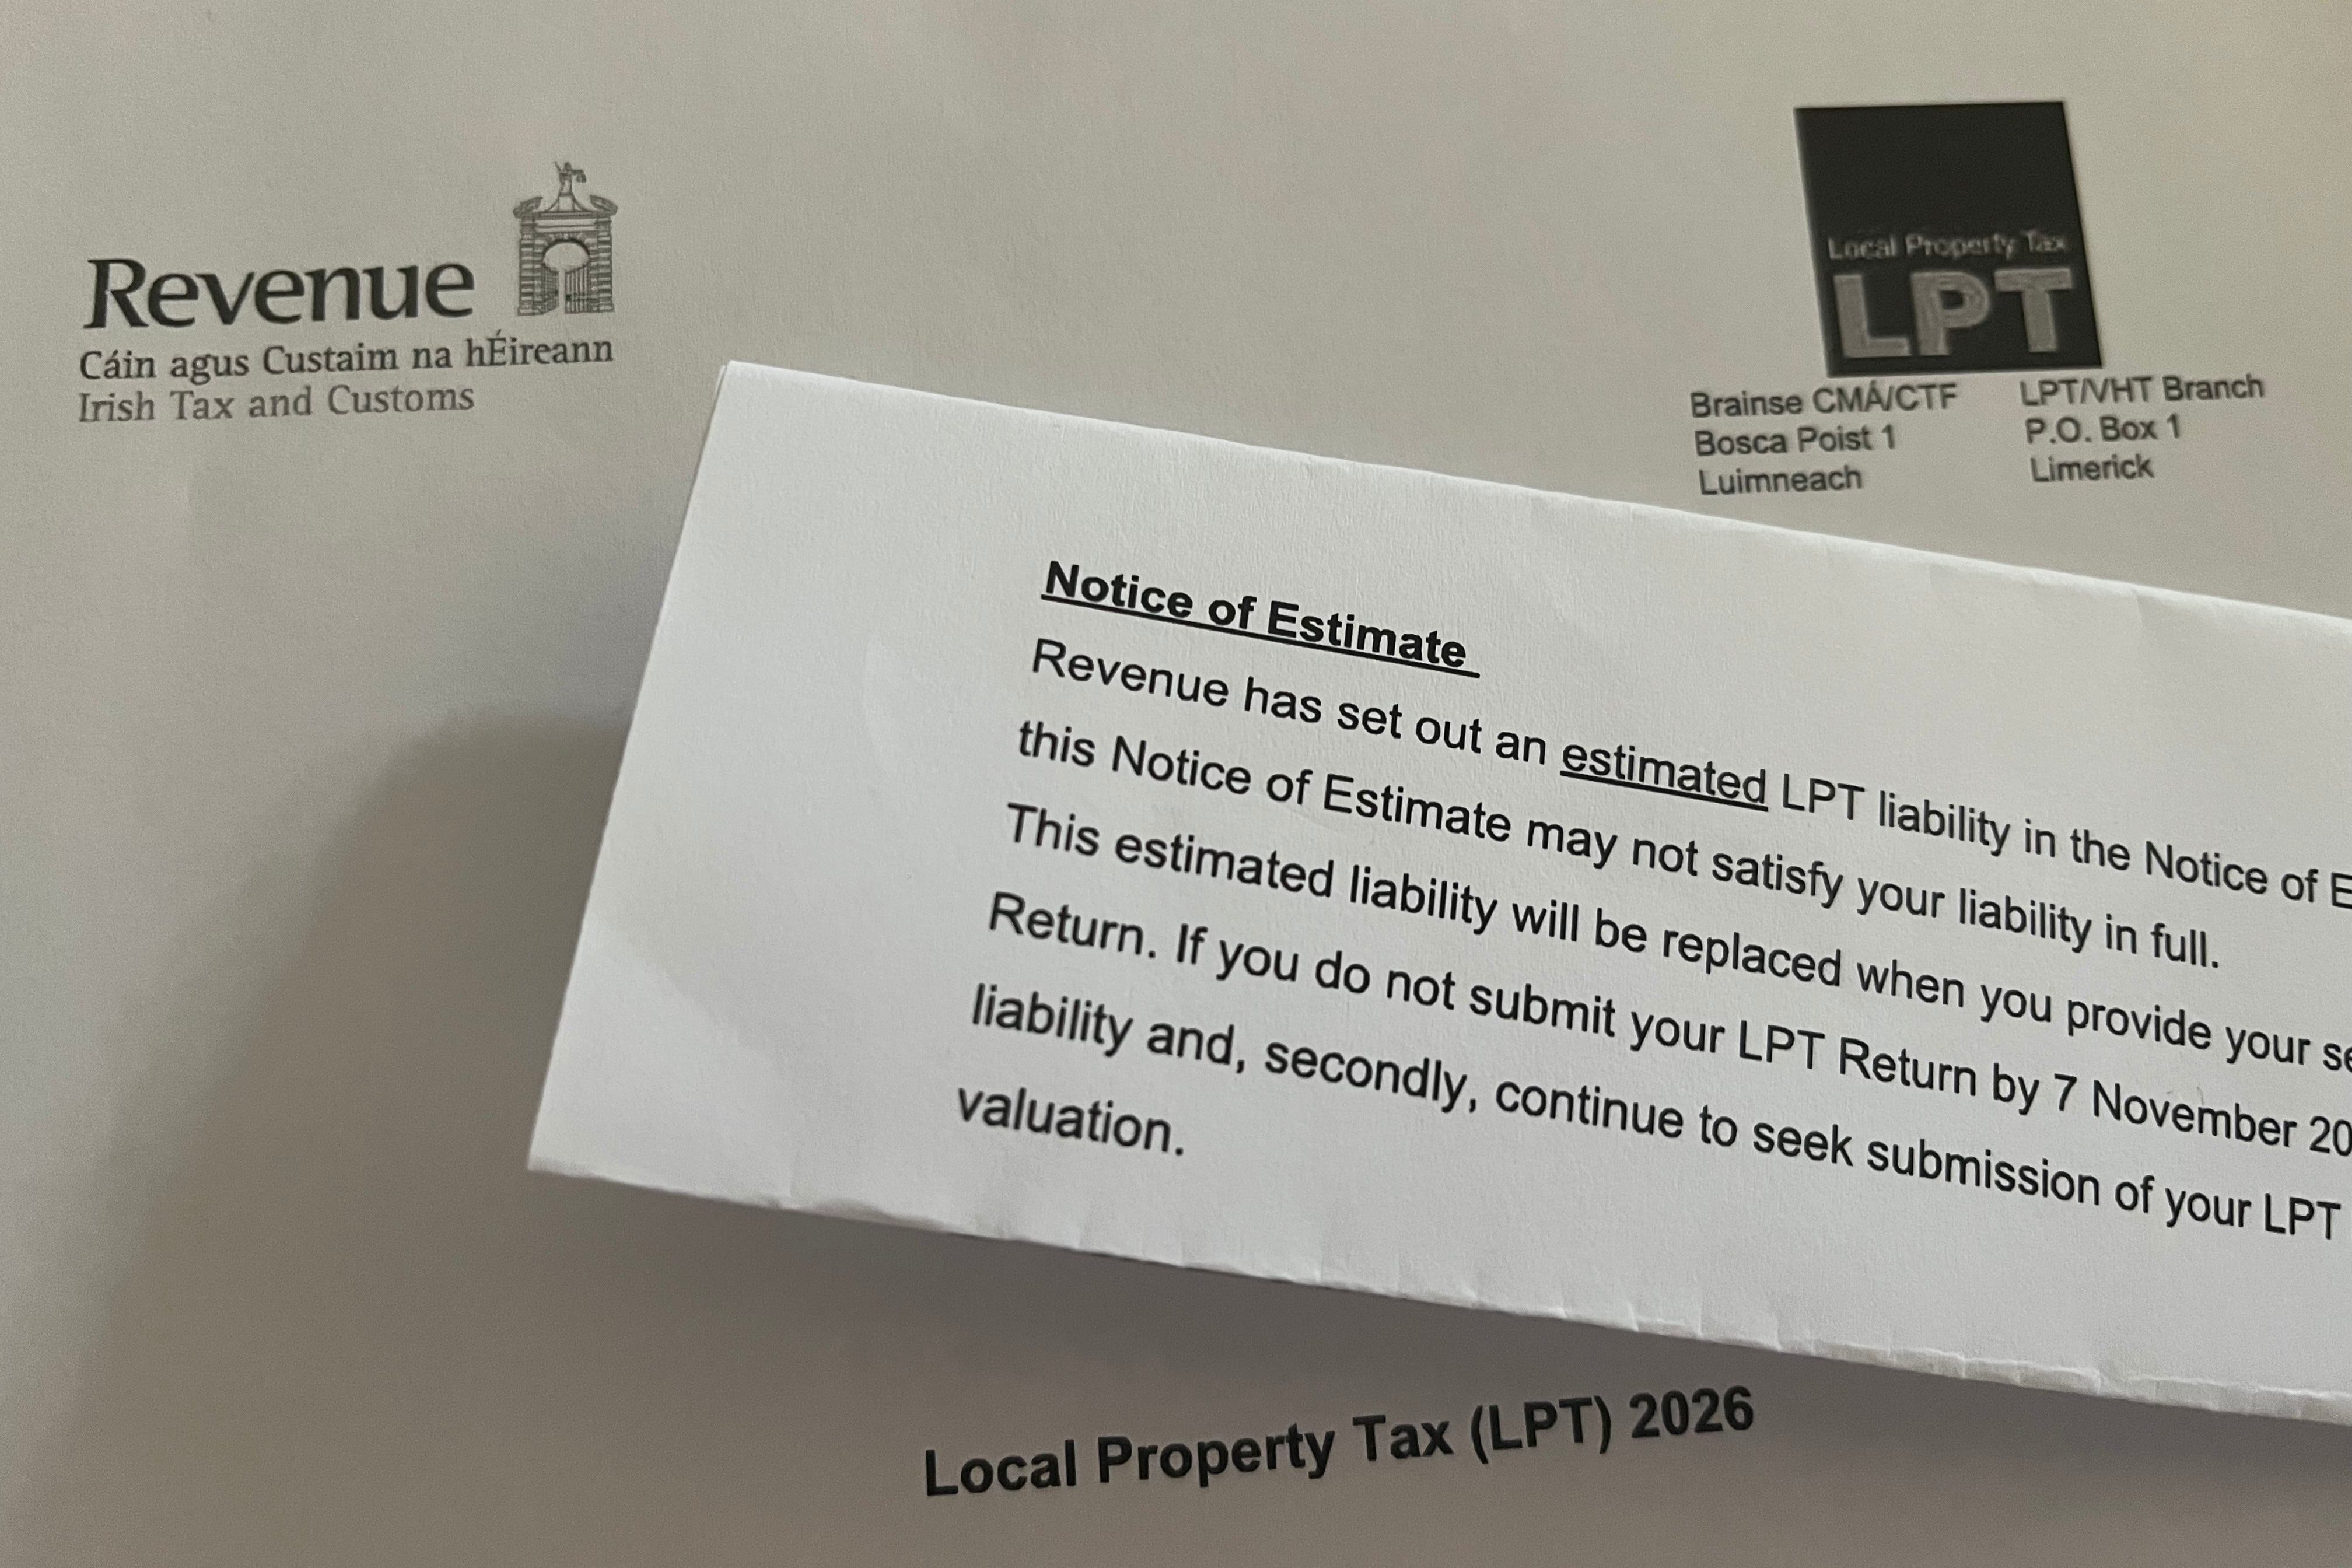 Revenue
Cáin agus Custaim na hÉireann
Irish Tax and Customs
Local Property Tax
LPT
Brainse CMÁ/CTF
Bosca Poist 1
Luimneach
LPT/VHT Branch
P.O. Box 1
Limerick
Notice of Estimate
Revenue has set out an estimated LPT liability in the Notice of E
this Notice of Estimate may not satisfy your liability in full.
This estimated liability will be replaced when you provide your se
Return. If you do not submit your LPT Return by 7 November 20
liability and, secondly, continue to seek submission of your LPT
valuation.
Local Property Tax (LPT) 2026